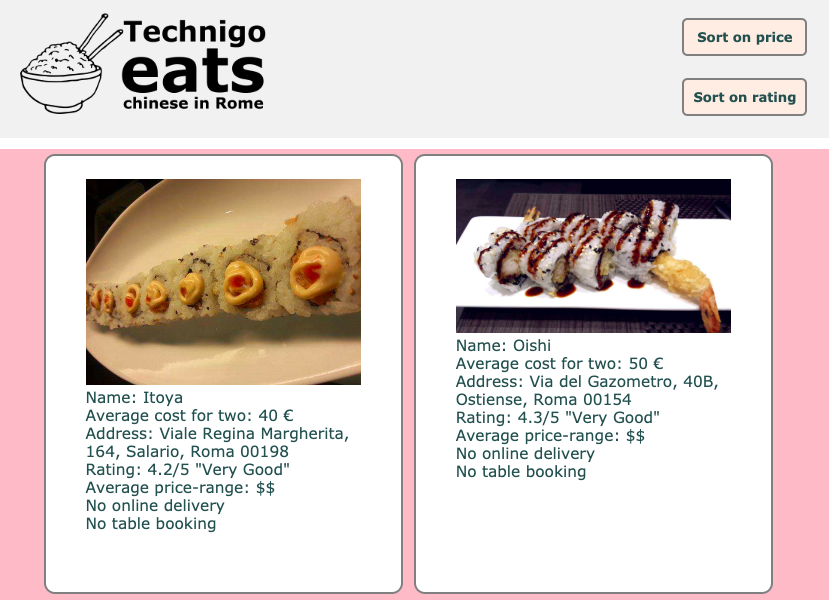 Technigo
eats
chinese in Rome
Sort on price
Sort on rating
Name: Itoya
Average cost for two: 40 €
Address: Viale Regina Margherita,
164, Salario, Roma 00198
Rating: 4.2/5 "Very Good"
Average price-range: $$
No online delivery
No table booking
Name: Oishi
Average cost for two: 50 €
Address: Via del Gazometro, 40B,
Ostiense, Roma 00154
Rating: 4.3/5 "Very Good"
Average price-range: $$
No online delivery
No table booking